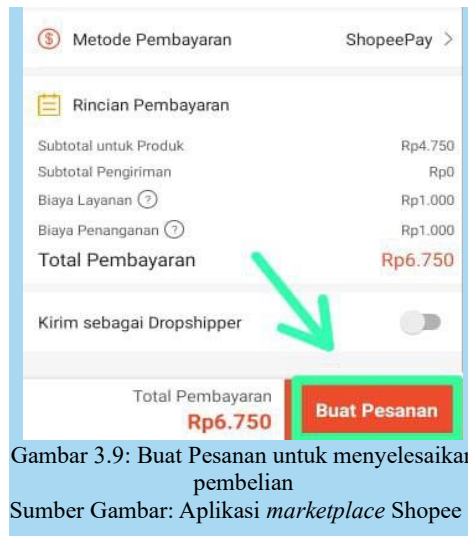 Metode Pembayaran ShopeePay >
Rincian Pembayaran
Subtotal untuk Produk Rp4.750
Subtotal Pengiriman Rp0
Biaya Layanan ? Rp1.000
Biaya Penanganan ? Rp1.000
Total Pembayaran Rp6.750
Kirim sebagai Dropshipper
Total Pembayaran
Rp6.750
Buat Pesanan
Gambar 3.9: Buat Pesanan untuk menyelesaikan
pembelian
Sumber Gambar: Aplikasi marketplace Shopee